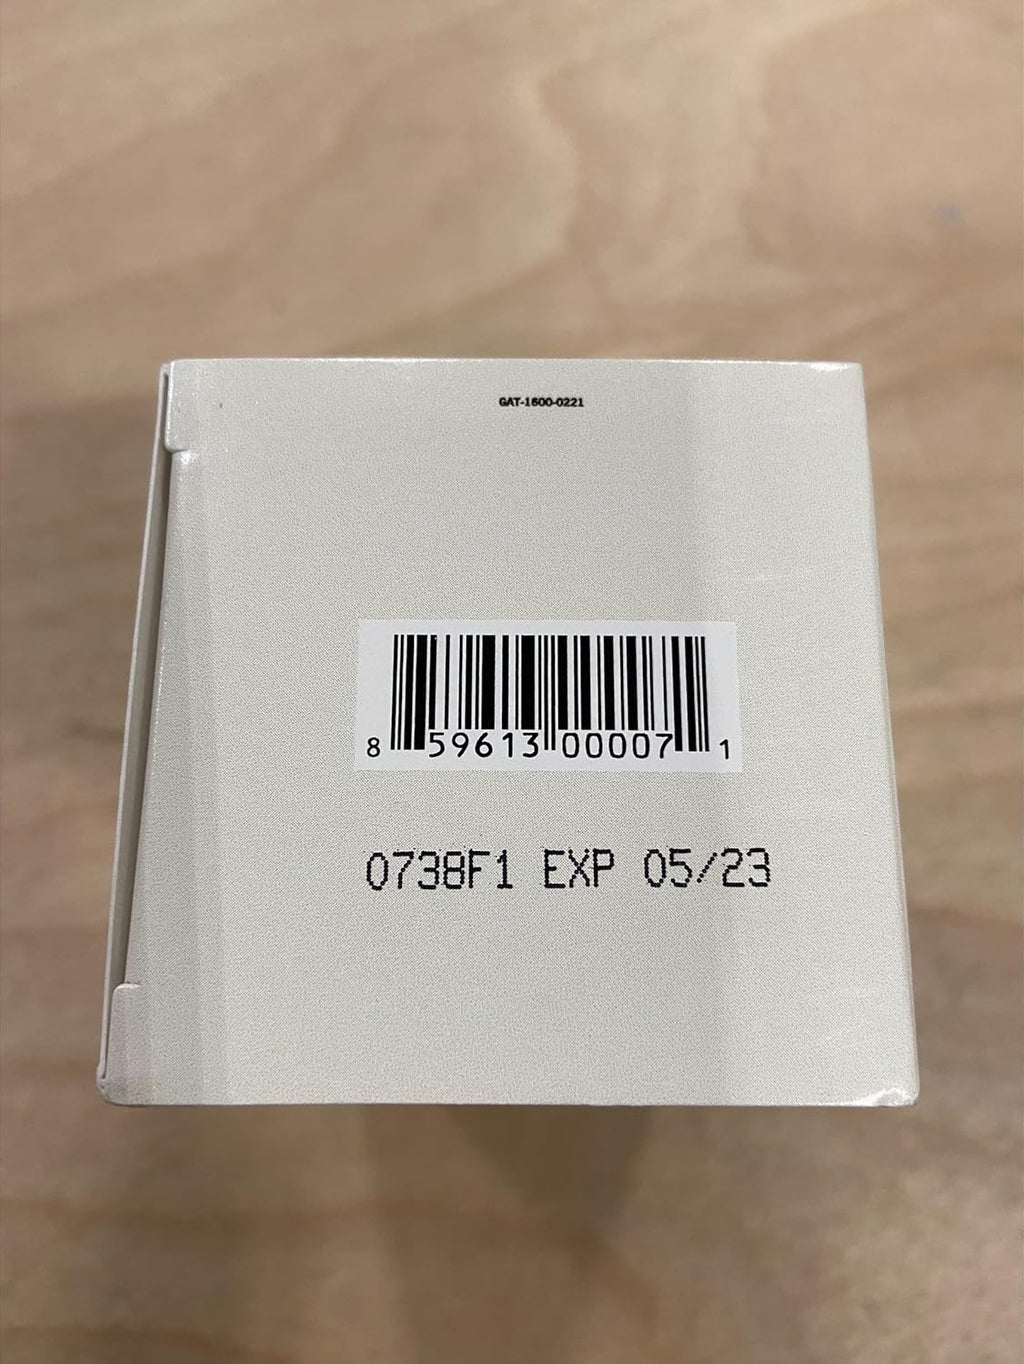 GAT-1600-0221
8 59613 00007 1
0738F1 EXP 05/23